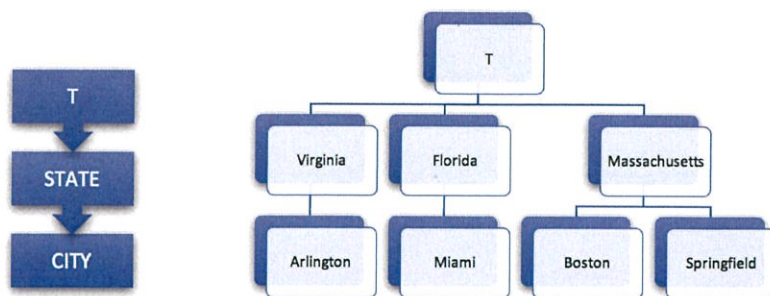 T
STATE
CITY
T
Virginia
Florida
Massachusetts
Arlington
Miami
Boston
Springfield